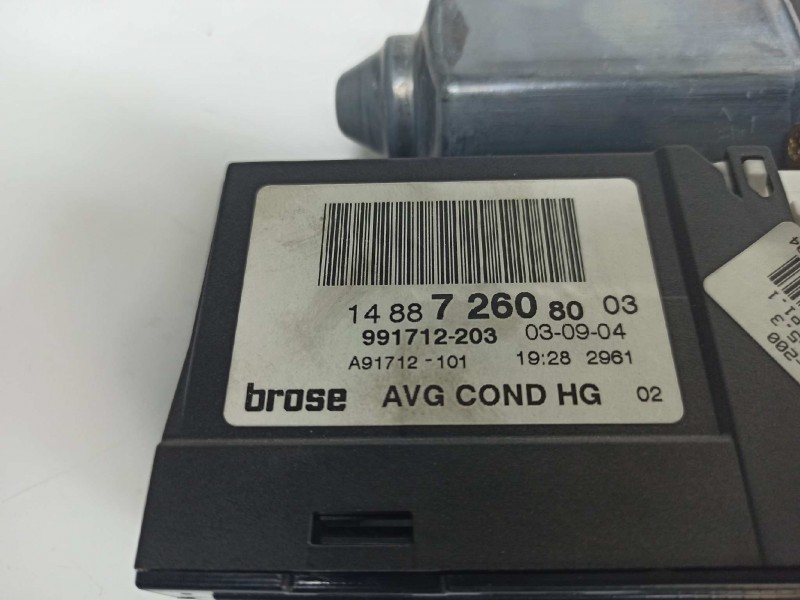 14 88 7 260 80 03
991712-203 03-09-04
A91712-101 19:28 2961
brose AVG COND HG 02